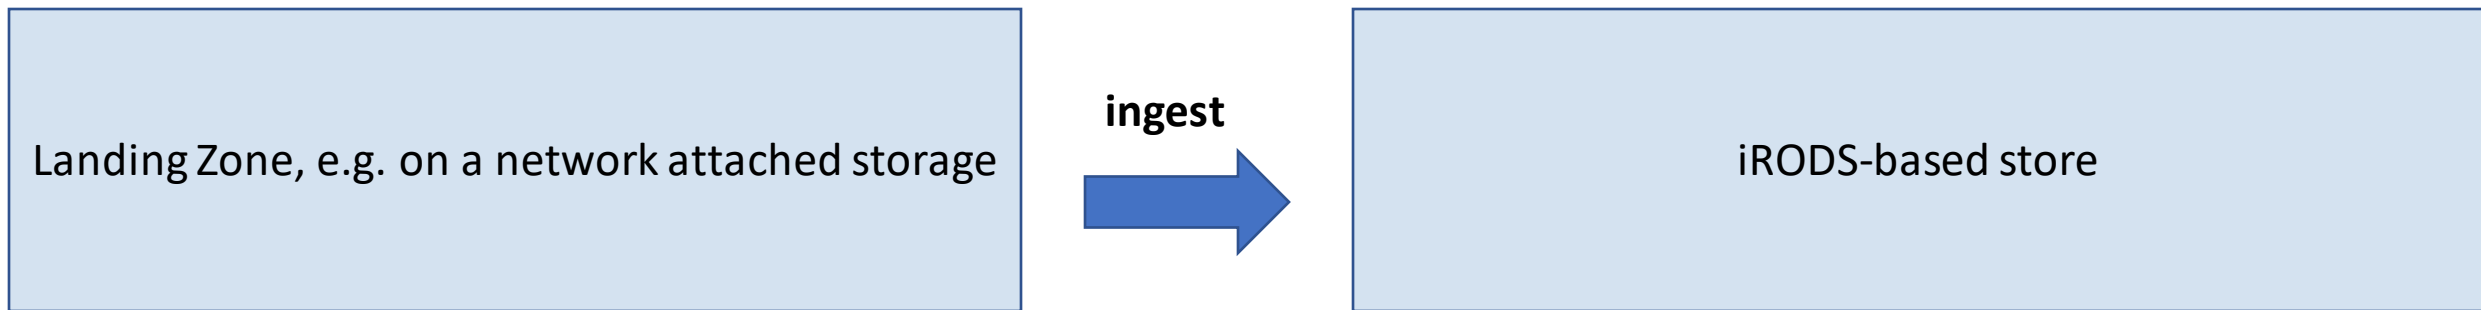 Landing Zone, e.g. on a network attached storage
ingest
iRODS-based store